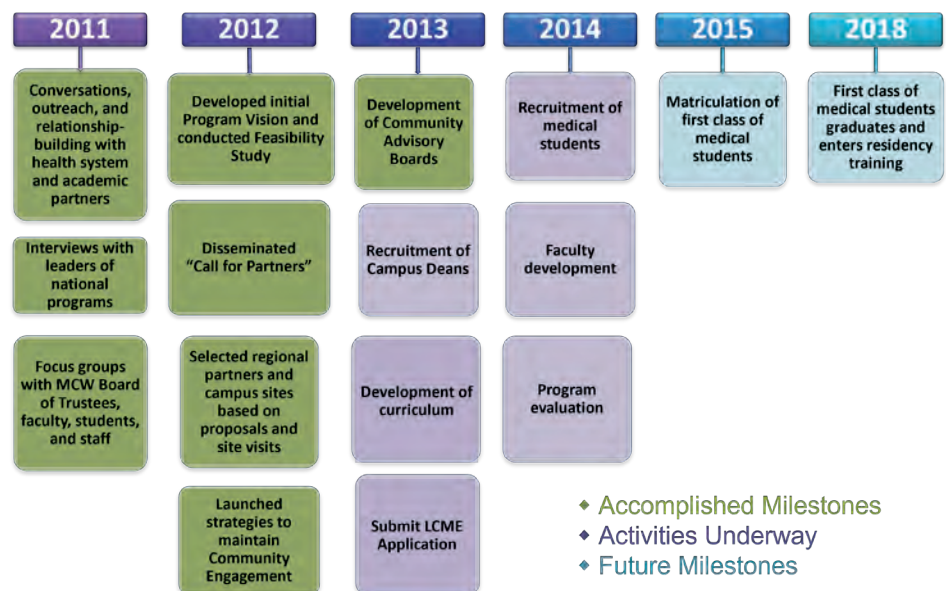 2011
Conversations,
outreach, and
relationship-
building with
health system
and academic
partners
Interviews with
leaders of
national
programs
Focus groups
with MCW Board
of Trustees,
faculty, students,
and staff
2012
Developed initial
Program Vision and
conducted Feasibility
Study
Disseminated
“Call for Partners”
Selected regional
partners and
campus sites
based on
proposals and
site visits
Launched
strategies to
maintain
Community
Engagement
2013
Development
of Community
Advisory
Boards
Recruitment of
Campus Deans
Development of
curriculum
Submit LCME
Application
2014
Recruitment of
medical
students
Faculty
development
Program
evaluation
2015
Matriculation of
first class of
medical
students
2018
First class of
medical students
graduates and
enters residency
training
Accomplished Milestones
Activities Underway
Future Milestones